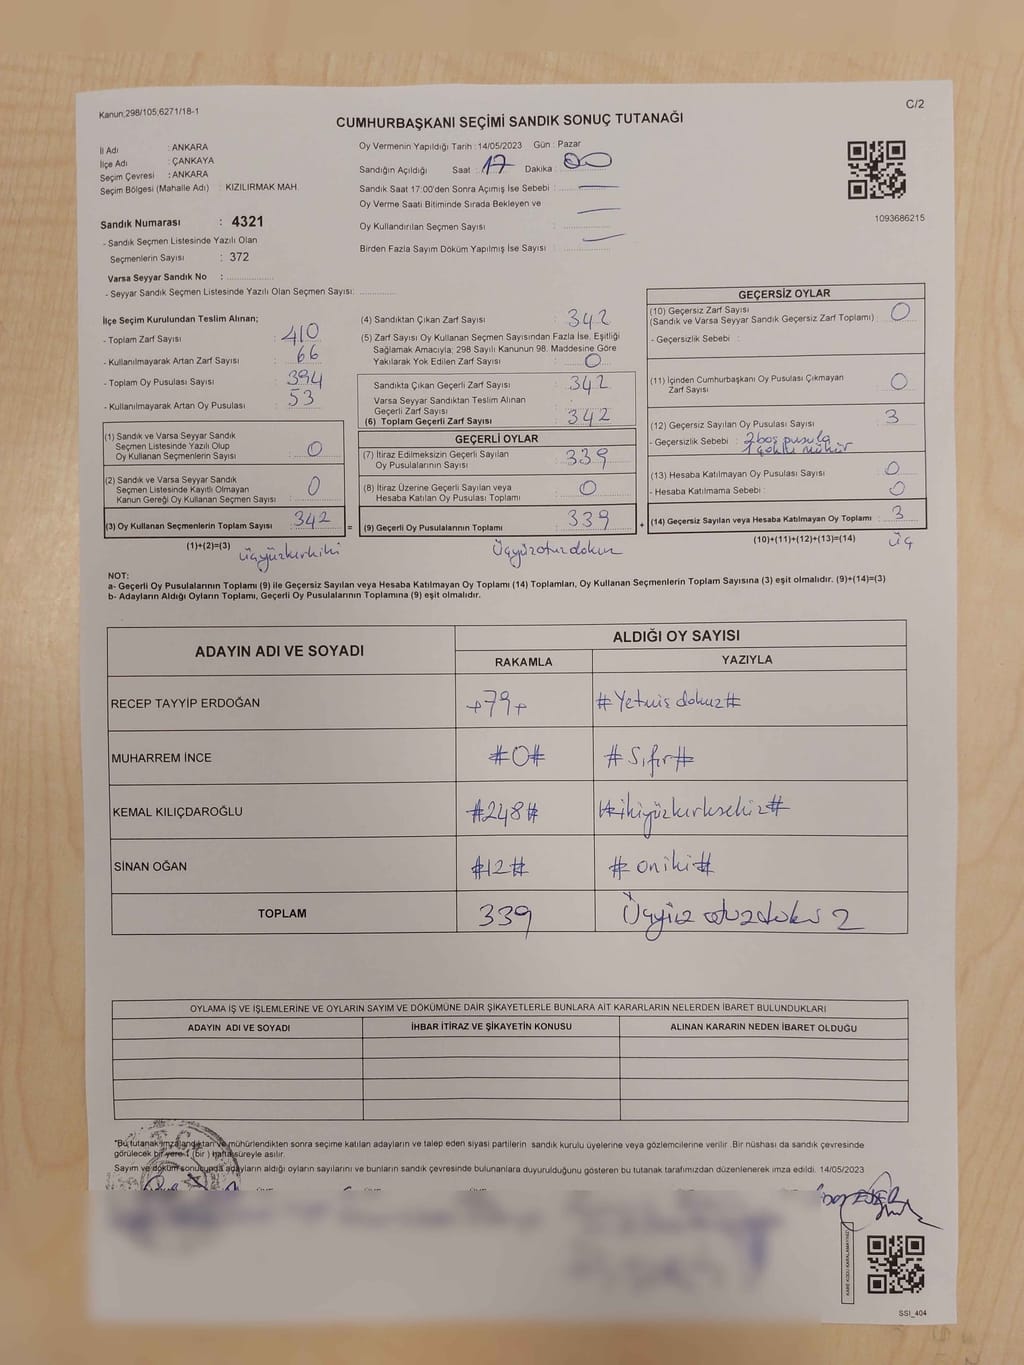 Kanun;298/105;6271/18-1
C/2
CUMHURBAŞKANI SEÇİMİ SANDIK SONUÇ TUTANAĞI
İl Adı : ANKARA
İlçe Adı : ÇANKAYA
Seçim Çevresi : ANKARA
Seçim Bölgesi (Mahalle Adı) : KIZILIRMAK MAH.
Sandık Numarası : 4321
- Sandık Seçmen Listesinde Yazılı Olan
Seçmenlerin Sayısı : 372
Varsa Seyyar Sandık No :
- Seyyar Sandık Seçmen Listesinde Yazılı Olan Seçmen Sayısı:
Oy Vermenin Yapıldığı Tarih : 14/05/2023 Gün : Pazar
Sandığın Açıldığı Saat : 17 Dakika : 00
Sandık Saat 17:00'den Sonra Açımış İse Sebebi : —
Oy Verme Saati Bitiminde Sırada Bekleyen ve
Oy Kullandırılan Seçmen Sayısı : —
Birden Fazla Sayım Döküm Yapılmış İse Sayısı : —
1093686215
İlçe Seçim Kurulundan Teslim Alınan;
- Toplam Zarf Sayısı : 410
- Kullanılmayarak Artan Zarf Sayısı : 66
- Toplam Oy Pusulası Sayısı : 394
- Kullanılmayarak Artan Oy Pusulası : 53
(1) Sandık ve Varsa Seyyar Sandık
Seçmen Listesinde Yazılı Olup
Oy Kullanan Seçmenlerin Sayısı : 0
(2) Sandık ve Varsa Seyyar Sandık
Seçmen Listesinde Kayıtlı Olmayan
Kanun Gereği Oy Kullanan Seçmen Sayısı : 0
(3) Oy Kullanan Seçmenlerin Toplam Sayısı : 342 =
(1)+(2)=(3)
üçyüzkırkiki
(4) Sandıktan Çıkan Zarf Sayısı : 342
(5) Zarf Sayısı Oy Kullanan Seçmen Sayısından Fazla İse, Eşitliği
Sağlamak Amacıyla; 298 Sayılı Kanunun 98. Maddesine Göre
Yakılarak Yok Edilen Zarf Sayısı : 0
Sandıkta Çıkan Geçerli Zarf Sayısı : 342
Varsa Seyyar Sandıktan Teslim Alınan
Geçerli Zarf Sayısı :
(6) Toplam Geçerli Zarf Sayısı : 342
GEÇERLİ OYLAR
(7) İtiraz Edilmeksizin Geçerli Sayılan
Oy Pusulalarının Sayısı : 339
(8) İtiraz Üzerine Geçerli Sayılan veya
Hesaba Katılan Oy Pusulası Toplamı : 0
(9) Geçerli Oy Pusulalarının Toplamı : 339 +
Üçyüzotuzdokuz
GEÇERSİZ OYLAR
(10) Geçersiz Zarf Sayısı
(Sandık ve Varsa Seyyar Sandık Geçersiz Zarf Toplamı) : 0
- Geçersizlik Sebebi :
(11) İçinden Cumhurbaşkanı Oy Pusulası Çıkmayan
Zarf Sayısı : 0
(12) Geçersiz Sayılan Oy Pusulası Sayısı : 3
- Geçersizlik Sebebi : 2 boş pusula
1 çoklu mühür
(13) Hesaba Katılmayan Oy Pusulası Sayısı : 0
- Hesaba Katılmama Sebebi : 0
(14) Geçersiz Sayılan veya Hesaba Katılmayan Oy Toplamı : 3
(10)+(11)+(12)+(13)=(14) üç
NOT:
a- Geçerli Oy Pusulalarının Toplamı (9) ile Geçersiz Sayılan veya Hesaba Katılmayan Oy Toplamı (14) Toplamları, Oy Kullanan Seçmenlerin Toplam Sayısına (3) eşit olmalıdır. (9)+(14)=(3)
b- Adayların Aldığı Oyların Toplamı, Geçerli Oy Pusulalarının Toplamına (9) eşit olmalıdır.
ADAYIN ADI VE SOYADI
ALDIĞI OY SAYISI
RAKAMLA YAZIYLA
RECEP TAYYİP ERDOĞAN +79+ #Yetmiş dokuz#
MUHARREM İNCE #0# #Sıfır#
KEMAL KILIÇDAROĞLU #248# #ikiyüzkırksekiz#
SİNAN OĞAN #12# #oniki#
TOPLAM 339 Üçyüz otuzdokuz
OYLAMA İŞ VE İŞLEMLERİNE VE OYLARIN SAYIM VE DÖKÜMÜNE DAİR ŞİKAYETLERLE BUNLARA AİT KARARLARIN NELERDEN İBARET BULUNDUKLARI
ADAYIN ADI VE SOYADI İHBAR İTİRAZ VE ŞİKAYETİN KONUSU ALINAN KARARIN NEDEN İBARET OLDUĞU
"Bu tutanak imzalandıktan ve mühürlendikten sonra seçime katılan adayların ve talep eden siyasi partilerin sandık kurulu üyelerine veya gözlemcilerine verilir .Bir nüshası da sandık çevresinde
görülecek bir yere 1 (bir ) hafta süreyle asılır.
Sayım ve döküm sonucunda adayların aldığı oyların sayılarını ve bunların sandık çevresinde bulunanlara duyurulduğunu gösteren bu tutanak tarafımızdan düzenlenerek imza edildi. 14/05/2023
KARE KODU KARALAMAYINIZ
SSI_404